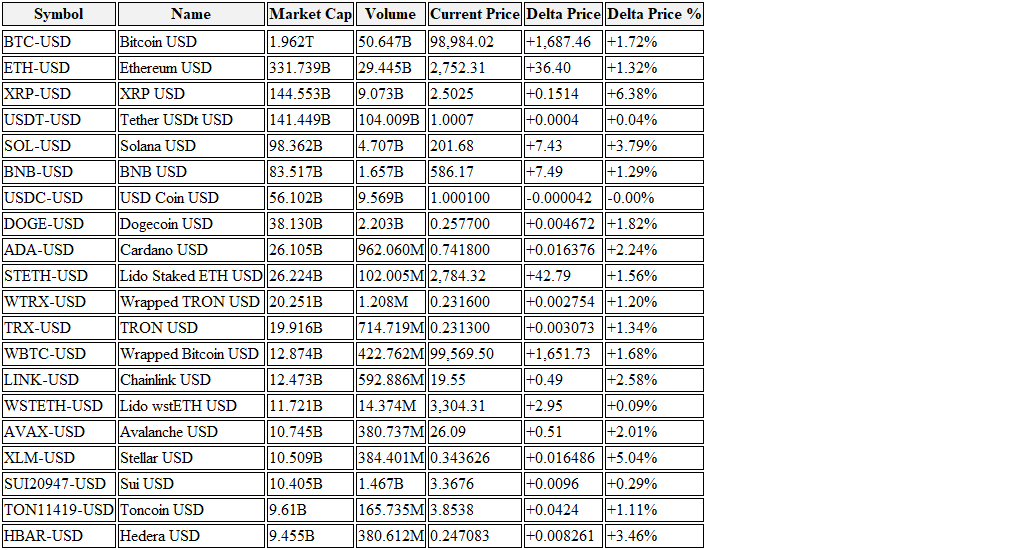 Symbol Name Market Cap Volume Current Price Delta Price Delta Price %
BTC-USD Bitcoin USD 1.962T 50.647B 98,984.02 +1,687.46 +1.72%
ETH-USD Ethereum USD 331.739B 29.445B 2,752.31 +36.40 +1.32%
XRP-USD XRP USD 144.553B 9.073B 2.5025 +0.1514 +6.38%
USDT-USD Tether USDt USD 141.449B 104.009B 1.0007 +0.0004 +0.04%
SOL-USD Solana USD 98.362B 4.707B 201.68 +7.43 +3.79%
BNB-USD BNB USD 83.517B 1.657B 586.17 +7.49 +1.29%
USDC-USD USD Coin USD 56.102B 9.569B 1.000100 -0.000042 -0.00%
DOGE-USD Dogecoin USD 38.130B 2.203B 0.257700 +0.004672 +1.82%
ADA-USD Cardano USD 26.105B 962.060M 0.741800 +0.016376 +2.24%
STETH-USD Lido Staked ETH USD 26.224B 102.005M 2,784.32 +42.79 +1.56%
WTRX-USD Wrapped TRON USD 20.251B 1.208M 0.231600 +0.002754 +1.20%
TRX-USD TRON USD 19.916B 714.719M 0.231300 +0.003073 +1.34%
WBTC-USD Wrapped Bitcoin USD 12.874B 422.762M 99,569.50 +1,651.73 +1.68%
LINK-USD Chainlink USD 12.473B 592.886M 19.55 +0.49 +2.58%
WSTETH-USD Lido wstETH USD 11.721B 14.374M 3,304.31 +2.95 +0.09%
AVAX-USD Avalanche USD 10.745B 380.737M 26.09 +0.51 +2.01%
XLM-USD Stellar USD 10.509B 384.401M 0.343626 +0.016486 +5.04%
SUI20947-USD Sui USD 10.405B 1.467B 3.3676 +0.0096 +0.29%
TON11419-USD Toncoin USD 9.61B 165.735M 3.8538 +0.0424 +1.11%
HBAR-USD Hedera USD 9.455B 380.612M 0.247083 +0.008261 +3.46%